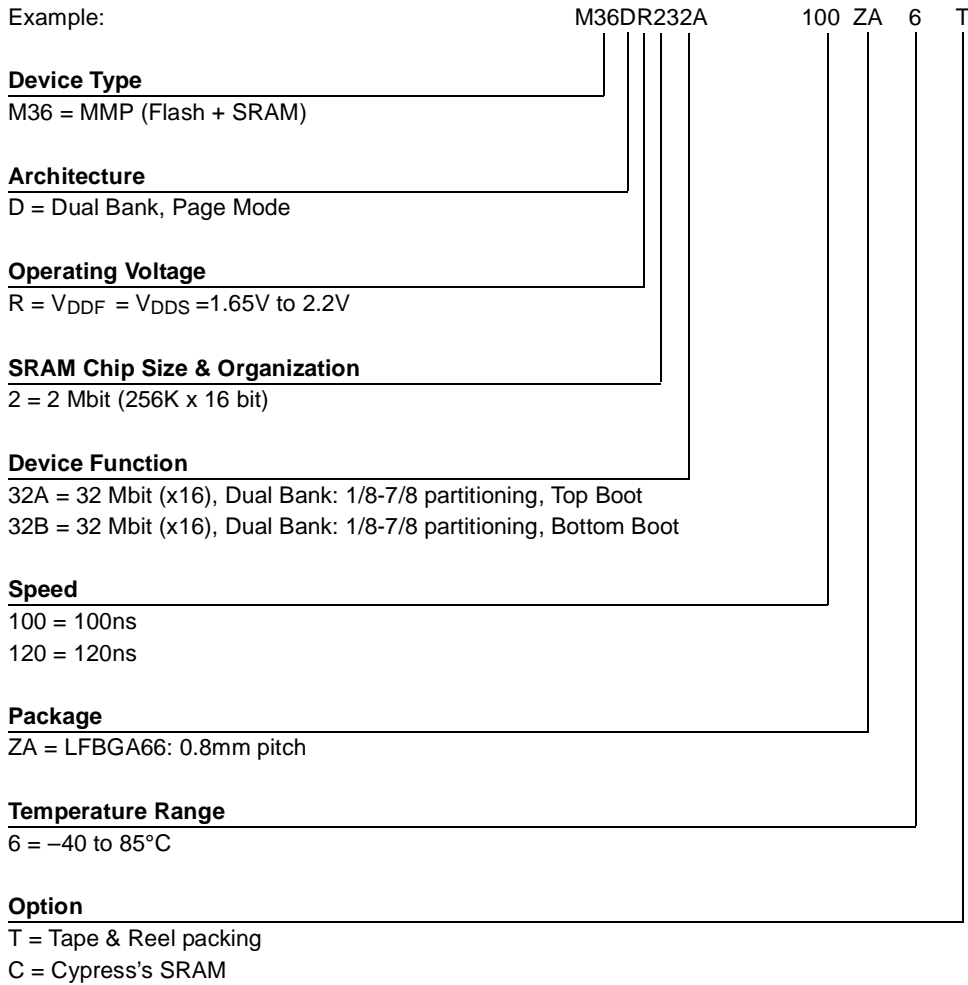 Example: M36DR232A 100 ZA 6 T
Device Type
M36 = MMP (Flash + SRAM)
Architecture
D = Dual Bank, Page Mode
Operating Voltage
R = VDDF = VDDS =1.65V to 2.2V
SRAM Chip Size & Organization
2 = 2 Mbit (256K x 16 bit)
Device Function
32A = 32 Mbit (x16), Dual Bank: 1/8-7/8 partitioning, Top Boot
32B = 32 Mbit (x16), Dual Bank: 1/8-7/8 partitioning, Bottom Boot
Speed
100 = 100ns
120 = 120ns
Package
ZA = LFBGA66: 0.8mm pitch
Temperature Range
6 = –40 to 85°C
Option
T = Tape & Reel packing
C = Cypress's SRAM